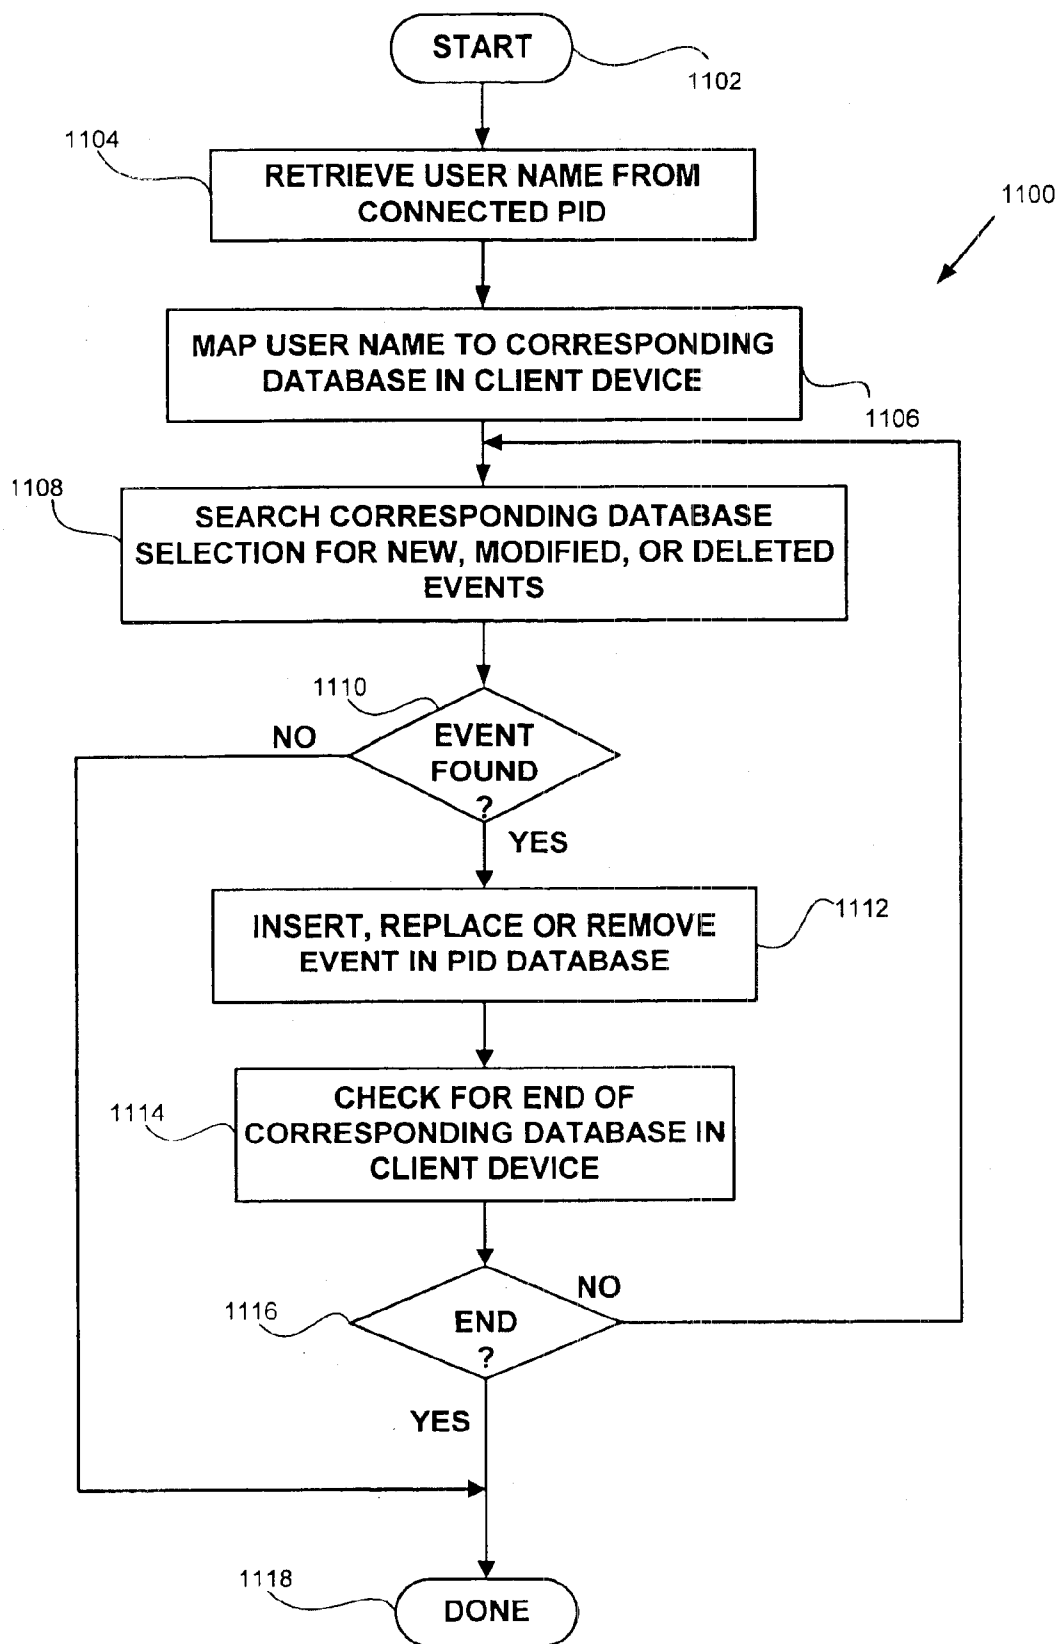 START
1102
1104
RETRIEVE USER NAME FROM
CONNECTED PID
1100
MAP USER NAME TO CORRESPONDING
DATABASE IN CLIENT DEVICE
1106
1108
SEARCH CORRESPONDING DATABASE
SELECTION FOR NEW, MODIFIED, OR DELETED
EVENTS
1110
NO
EVENT
FOUND
?
YES
INSERT, REPLACE OR REMOVE
EVENT IN PID DATABASE
1112
CHECK FOR END OF
CORRESPONDING DATABASE IN
CLIENT DEVICE
1114
NO
1116
END
?
YES
1118
DONE